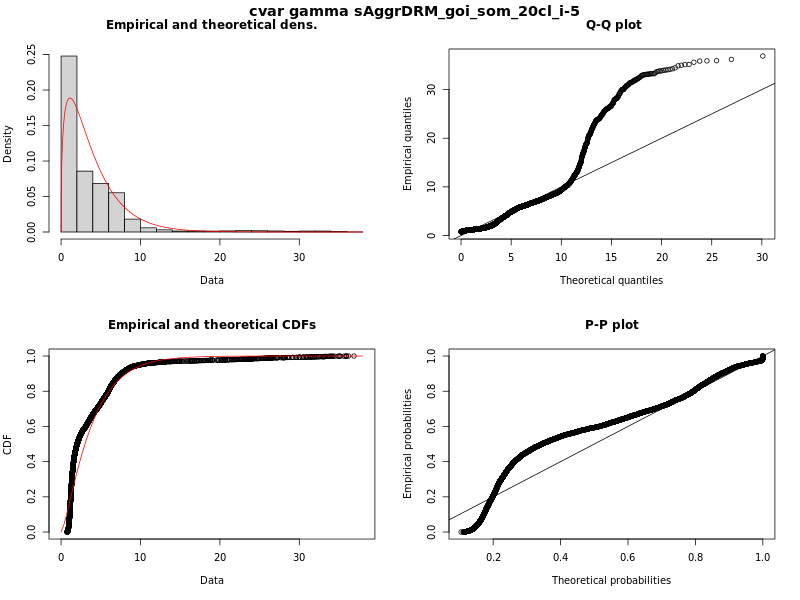 cvar gamma sAggrDRM_goi_som_20cl_i-5
Empirical and theoretical dens.
Density
0.00 0.05 0.10 0.15 0.20 0.25
0 10 20 30
Data
Q-Q plot
Empirical quantiles
0 10 20 30
0 5 10 15 20 25 30
Theoretical quantiles
Empirical and theoretical CDFs
CDF
0.0 0.2 0.4 0.6 0.8 1.0
0 10 20 30
Data
P-P plot
Empirical probabilities
0.0 0.2 0.4 0.6 0.8 1.0
0.2 0.4 0.6 0.8 1.0
Theoretical probabilities